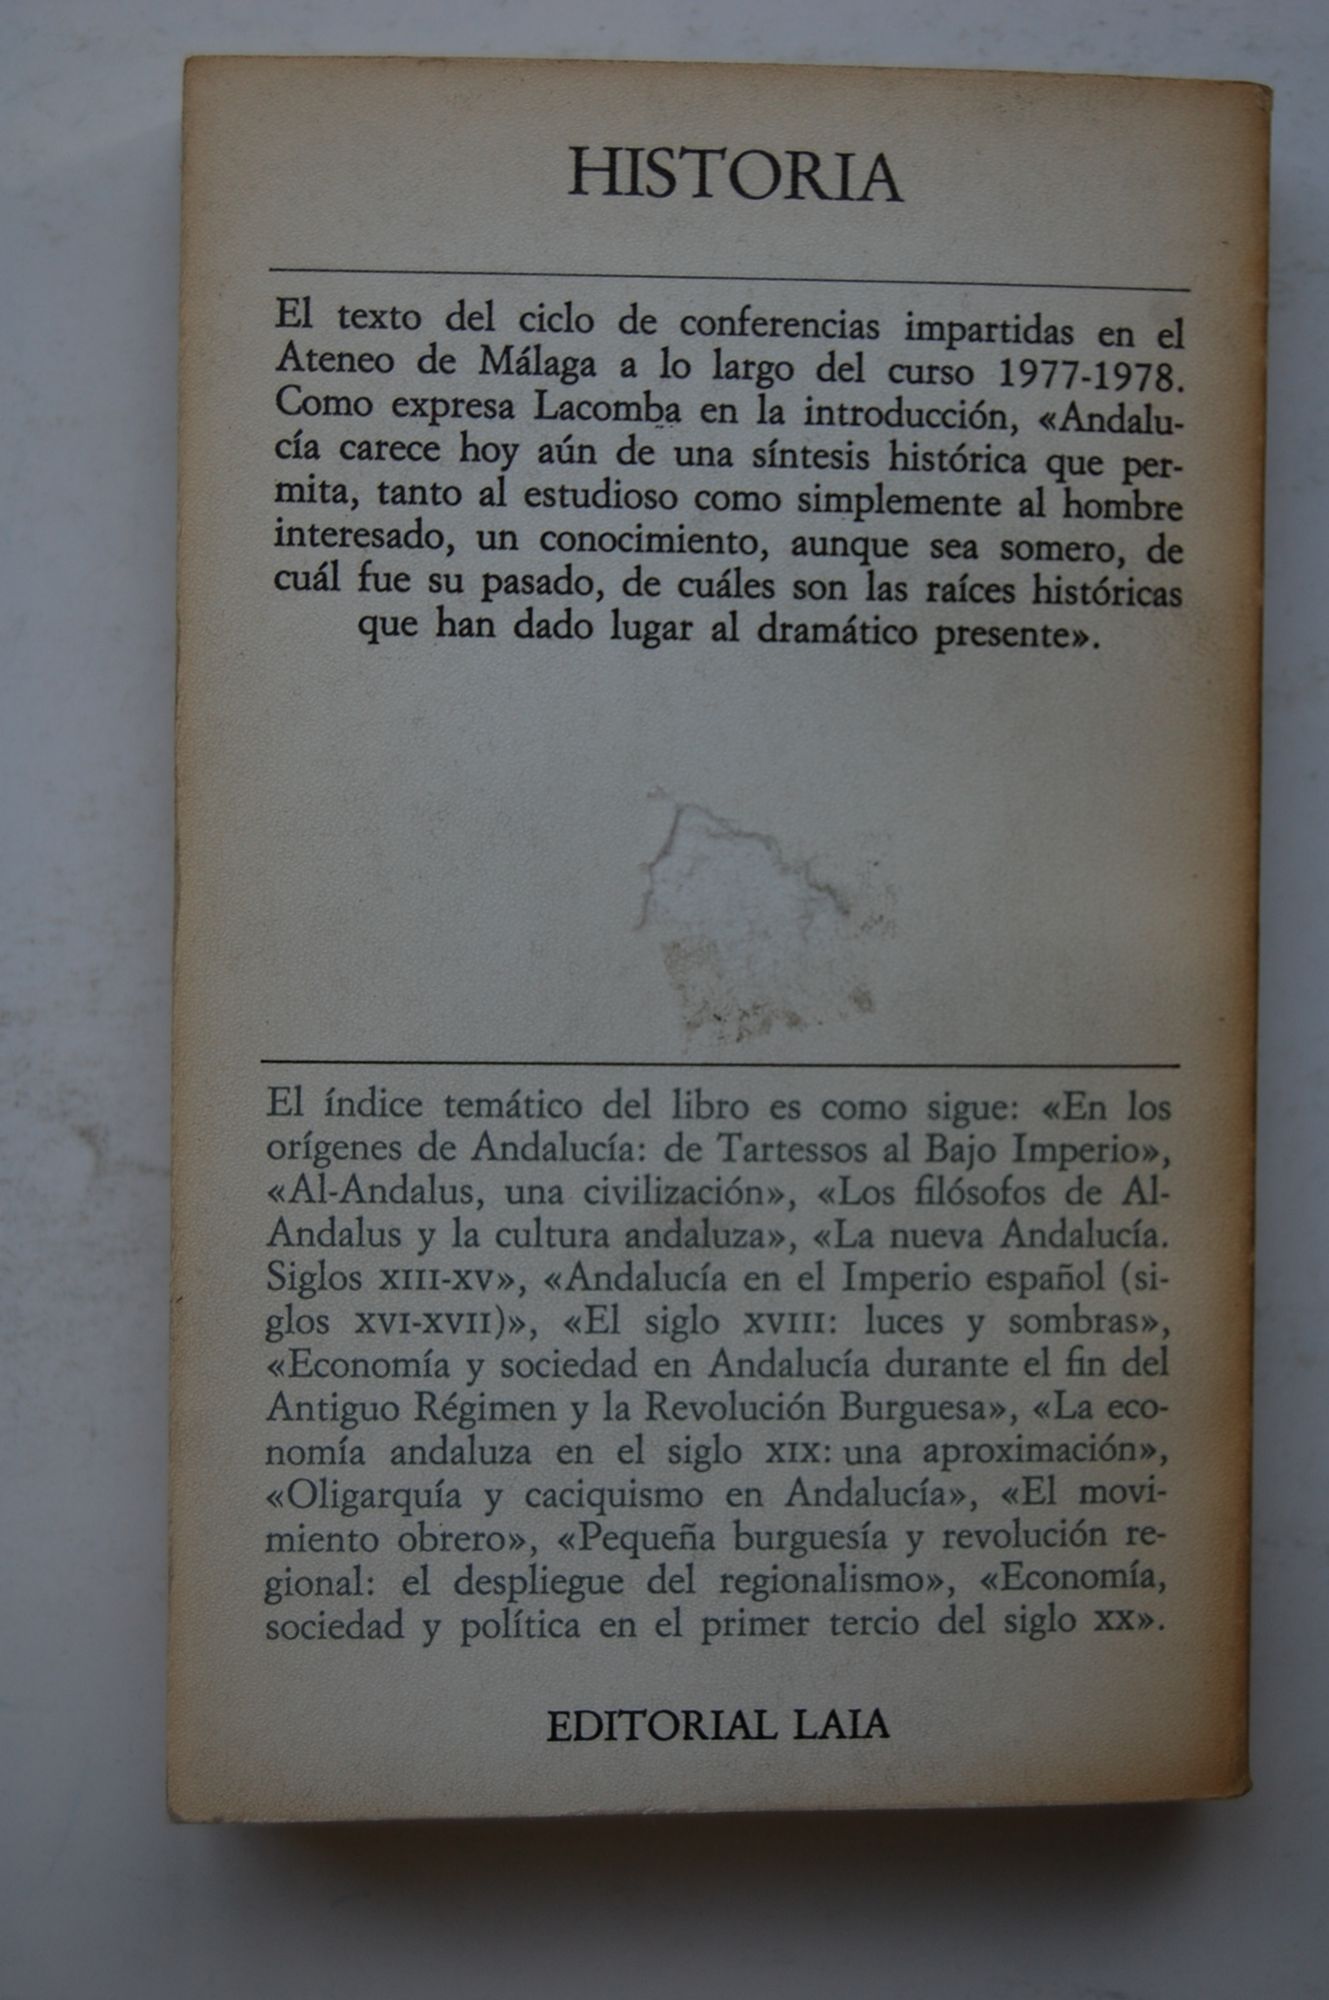 HISTORIA
El texto del ciclo de conferencias impartidas en el
Ateneo de Málaga a lo largo del curso 1977-1978.
Como expresa Lacomba en la introducción, «Andalu-
cía carece hoy aún de una síntesis histórica que per-
mita, tanto al estudioso como simplemente al hombre
interesado, un conocimiento, aunque sea somero, de
cuál fue su pasado, de cuáles son las raíces históricas
que han dado lugar al dramático presente».
El índice temático del libro es como sigue: «En los
orígenes de Andalucía: de Tartessos al Bajo Imperio»,
«Al-Andalus, una civilización», «Los filósofos de Al-
Andalus y la cultura andaluza», «La nueva Andalucía.
Siglos XIII-XV», «Andalucía en el Imperio español (si-
glos XVI-XVII)», «El siglo XVIII: luces y sombras»,
«Economía y sociedad en Andalucía durante el fin del
Antiguo Régimen y la Revolución Burguesa», «La eco-
nomía andaluza en el siglo XIX: una aproximación»,
«Oligarquía y caciquismo en Andalucía», «El movi-
miento obrero», «Pequeña burguesía y revolución re-
gional: el despliegue del regionalismo», «Economía,
sociedad y política en el primer tercio del siglo XX».
EDITORIAL LAIA